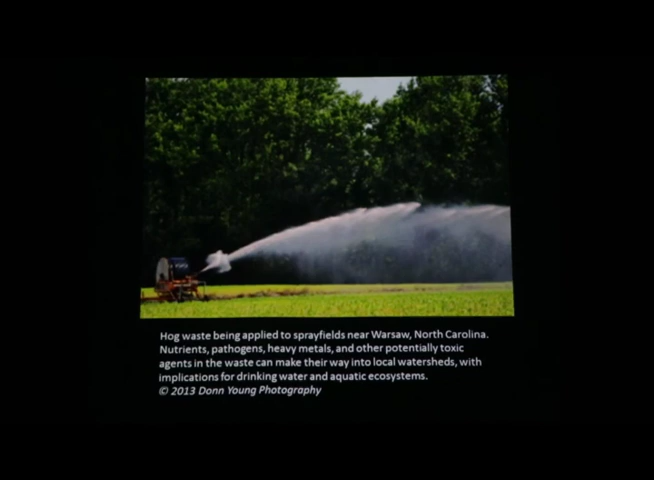 Hog waste being applied to sprayfields near Warsaw, North Carolina.
Nutrients, pathogens, heavy metals, and other potentially toxic
agents in the waste can make their way into local watersheds, with
implications for drinking water and aquatic ecosystems.
© 2013 Donn Young Photography